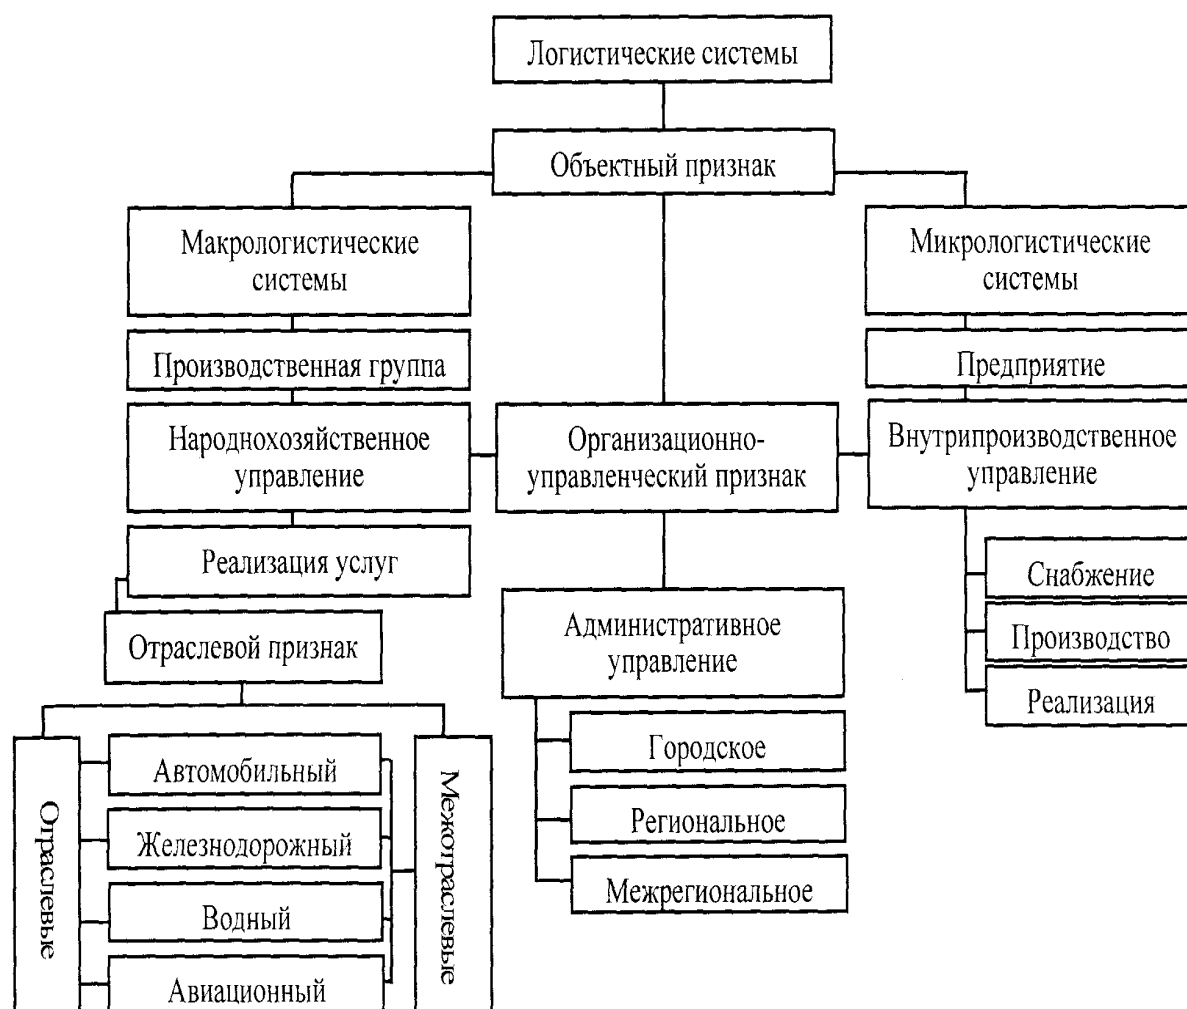 Логистические системы
Объектный признак
Макрологистические
системы
Микрологистические
системы
Производственная группа
Предприятие
Народнохозяйственное
управление
Организационно-
управленческий признак
Внутрипроизводственное
управление
Реализация услуг
Снабжение
Производство
Реализация
Отраслевой признак
Административное
управление
Городское
Региональное
Межрегиональное
Отраслевые
Автомобильный
Железнодорожный
Водный
Авиационный
Межотраслевые